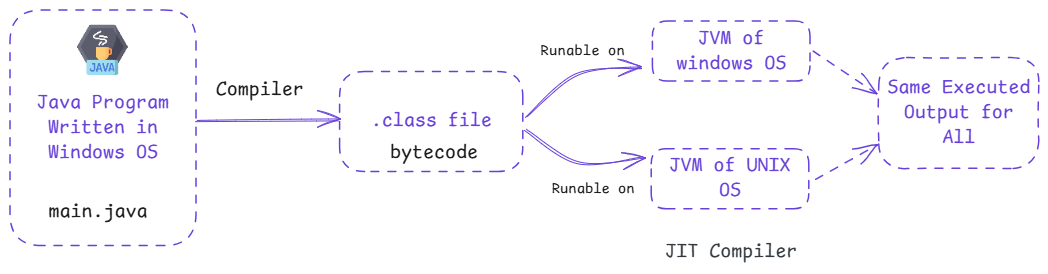 JAVA
Java Program
Written in
Windows OS
main.java
Compiler
.class file
bytecode
Runable on
JVM of
windows OS
Runable on
JVM of UNIX
OS
JIT Compiler
Same Executed
Output for
All